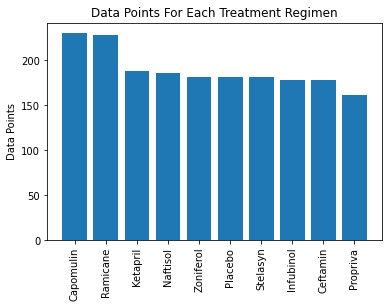 Data Points For Each Treatment Regimen
Data Points
200
150
100
50
0
Capomulin
Ramicane
Ketapril
Naftisol
Zoniferol
Placebo
Stelasyn
Infubinol
Ceftamin
Propriva